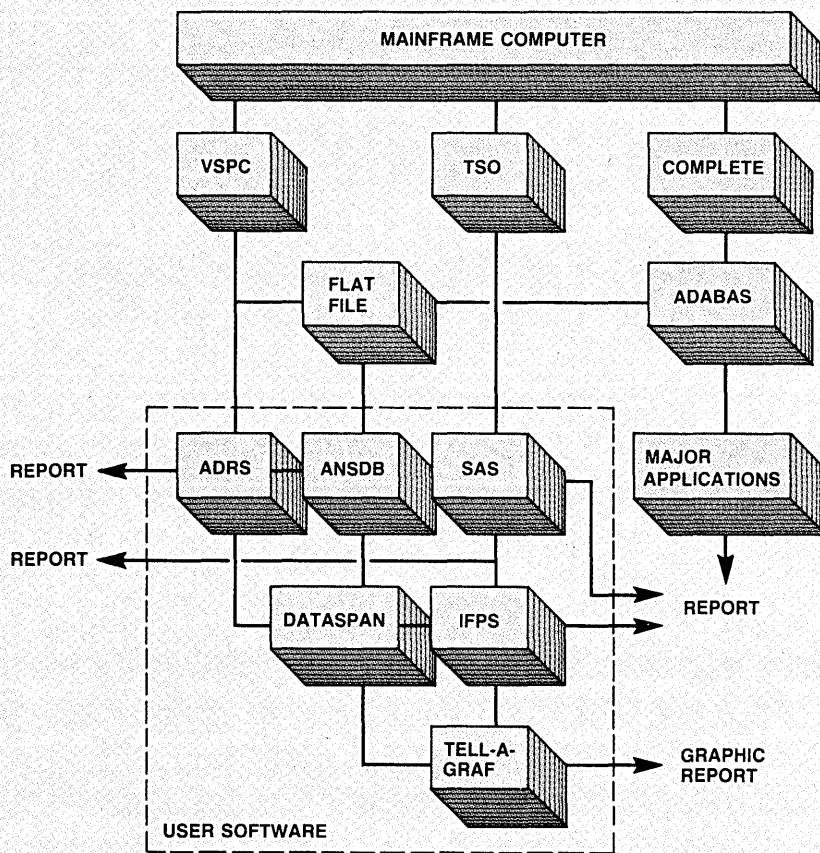 MAINFRAME COMPUTER
VSPC
TSO
COMPLETE
FLAT
FILE
ADABAS
REPORT
ADRS
ANSDB
SAS
MAJOR
APPLICATIONS
REPORT
DATASPAN
IFPS
REPORT
TELL-A-
GRAF
GRAPHIC
REPORT
USER SOFTWARE